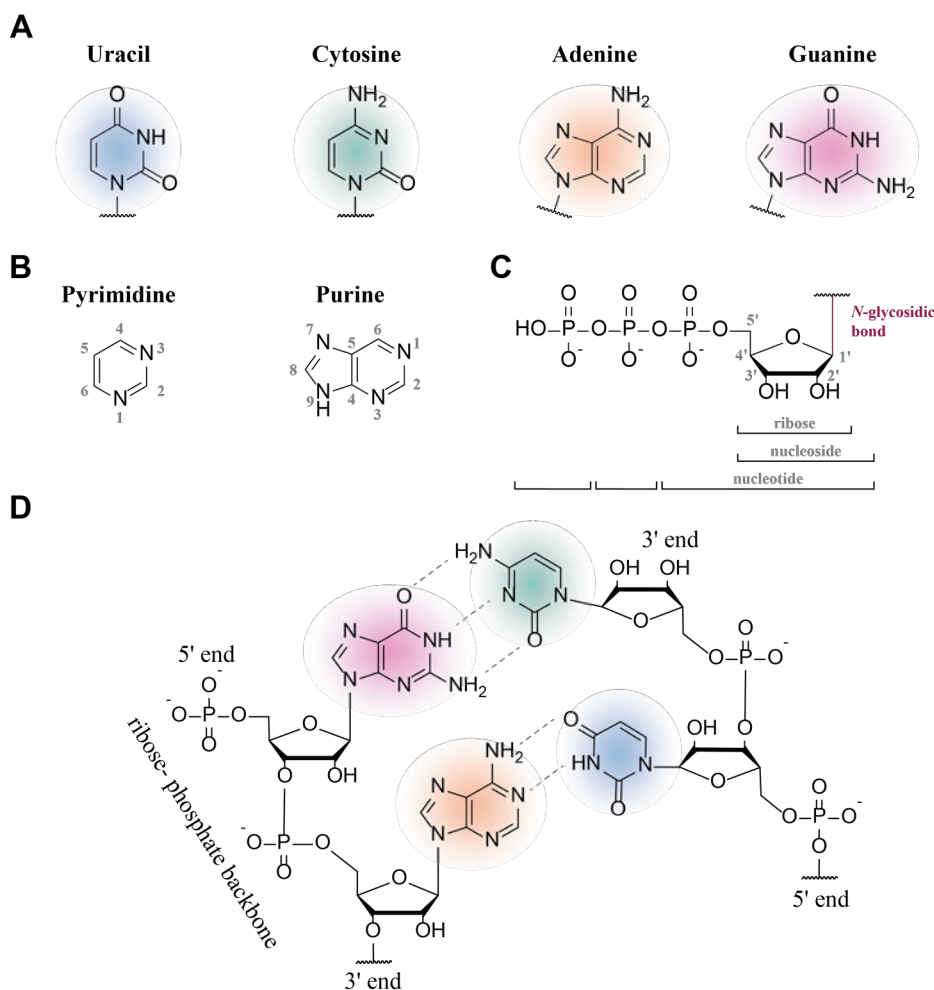 A
Uracil Cytosine Adenine Guanine
O NH2 NH2 O
NH N N N N NH
N O N O N N N N NH2
B
Pyrimidine Purine
4 7 6
5 N 3 N 5 N 1
6 2 8 2
N N 4 N
1 9 H 3
C
O O O N-glycosidic
bond
HO P O P O P O 5' O
O- O- O- 4' 1'
3' 2'
OH OH
ribose
nucleoside
nucleotide
D
H2N 3' end
OH OH
O N N
O O
N NH O P O-
5' end
O- N N NH2
-O P O O O OH
O O NH2 O
O OH N N HN N O
-O O N N O O P O-
P O O
O O
ribose- phosphate backbone
5' end
OH
O
3' end